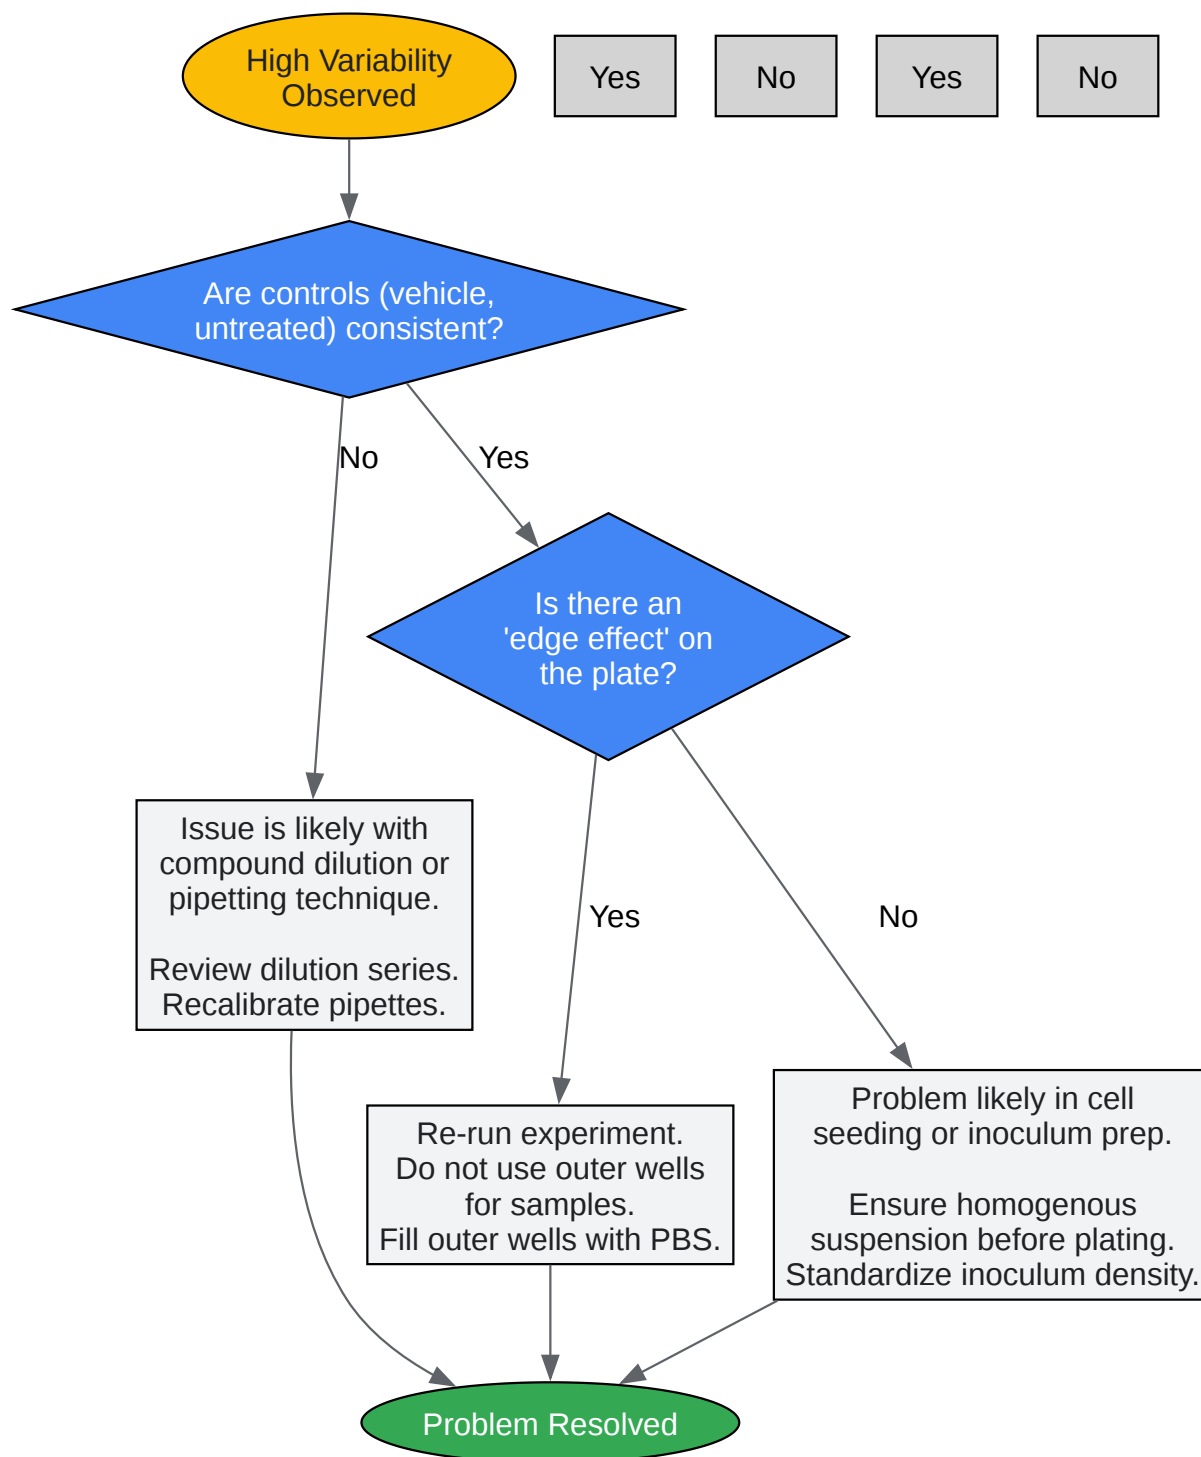 High Variability
Observed
Yes
No
Yes
No
Are controls (vehicle,
untreated) consistent?
No
Yes
Is there an
'edge effect' on
the plate?
Issue is likely with
compound dilution or
pipetting technique.
Review dilution series.
Recalibrate pipettes.
Yes
No
Re-run experiment.
Do not use outer wells
for samples.
Fill outer wells with PBS.
Problem likely in cell
seeding or inoculum prep.
Ensure homogenous
suspension before plating.
Standardize inoculum density.
Problem Resolved